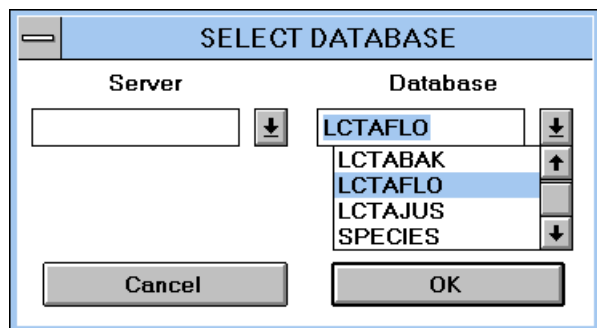 SELECT DATABASE
Server
Database
LCTAFLO
LCTABAK
LCTAFLO
LCTAJUS
SPECIES
Cancel
OK